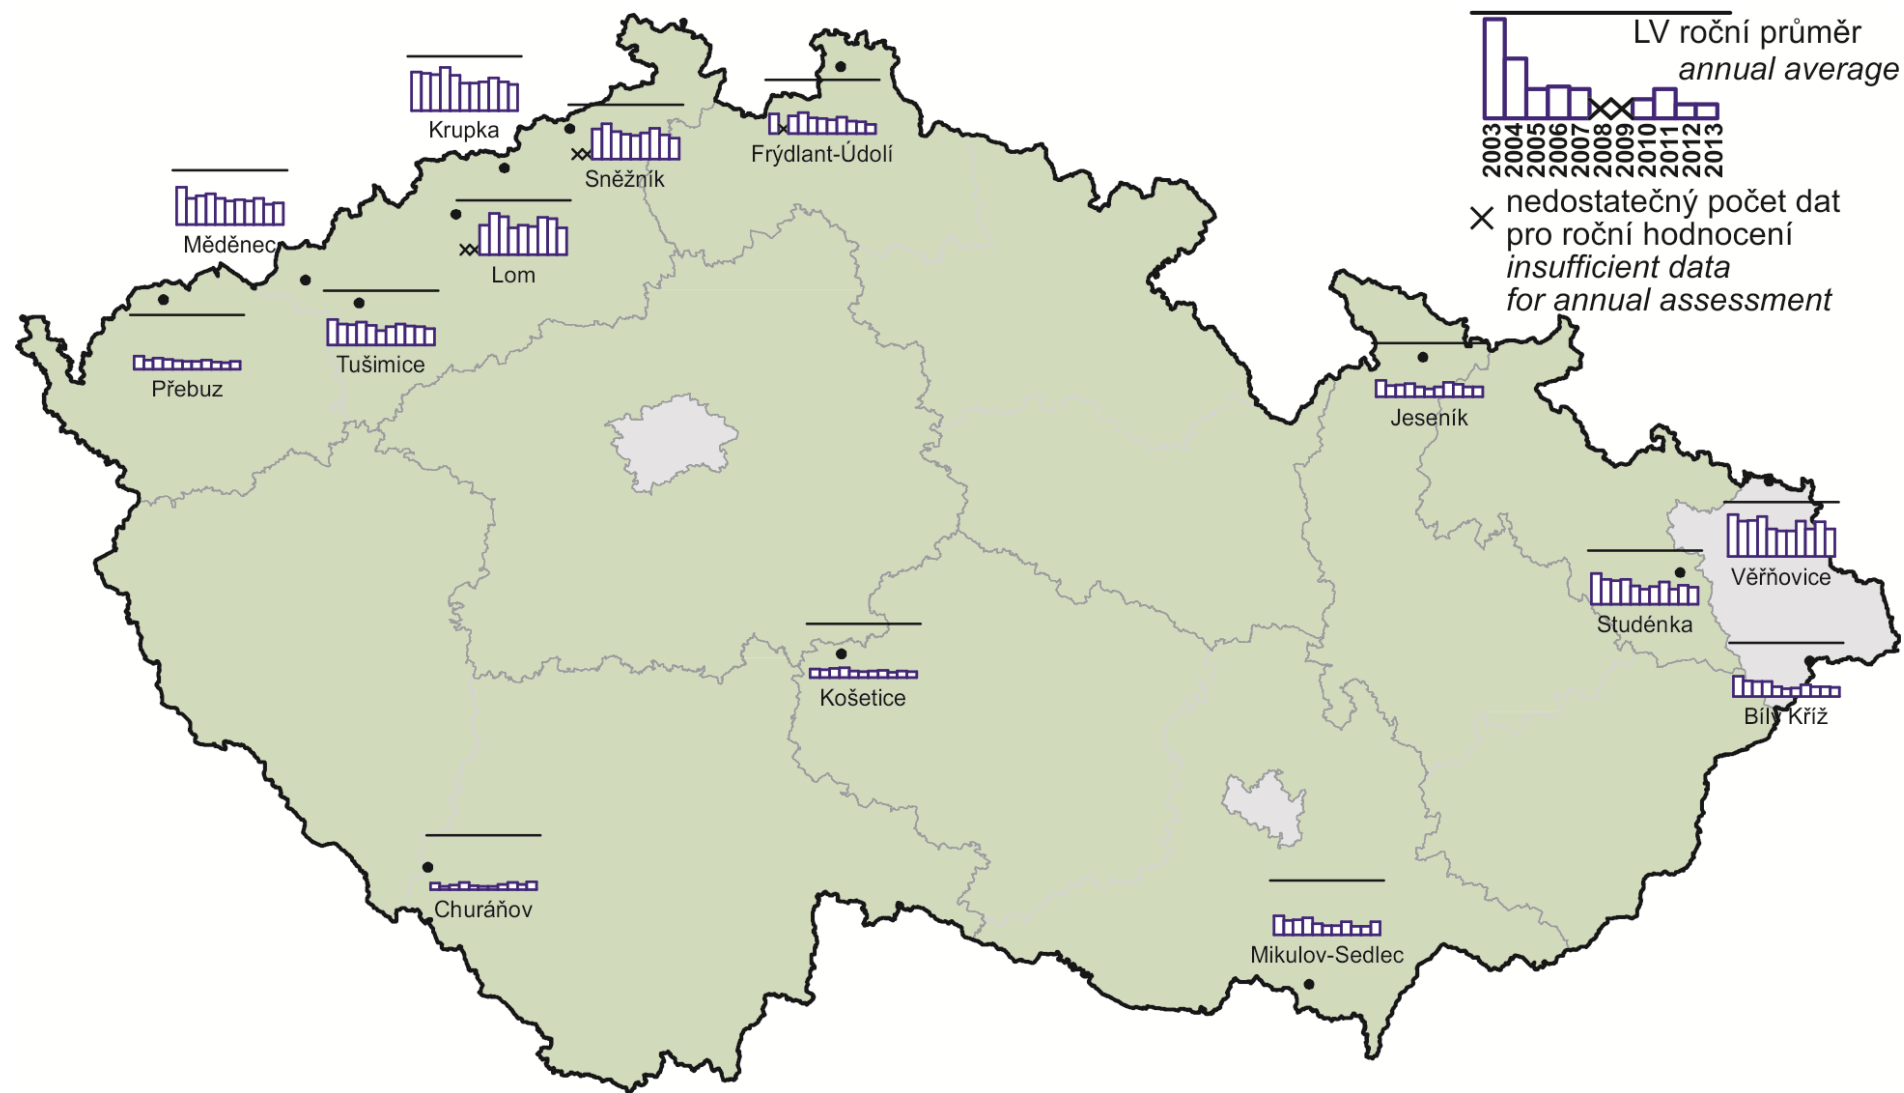 LV roční průměr
annual average
2003
2004
2005
2006
2007
2008
2009
2010
2011
2012
2013
nedostatečný počet dat
pro roční hodnocení
insufficient data
for annual assessment
Krupka
Sněžník
Frýdlant-Údolí
Měděnec
Lom
Tušimice
Přebuz
Jeseník
Věřňovice
Studénka
Košetice
Bílý Kříž
Churáňov
Mikulov-Sedlec